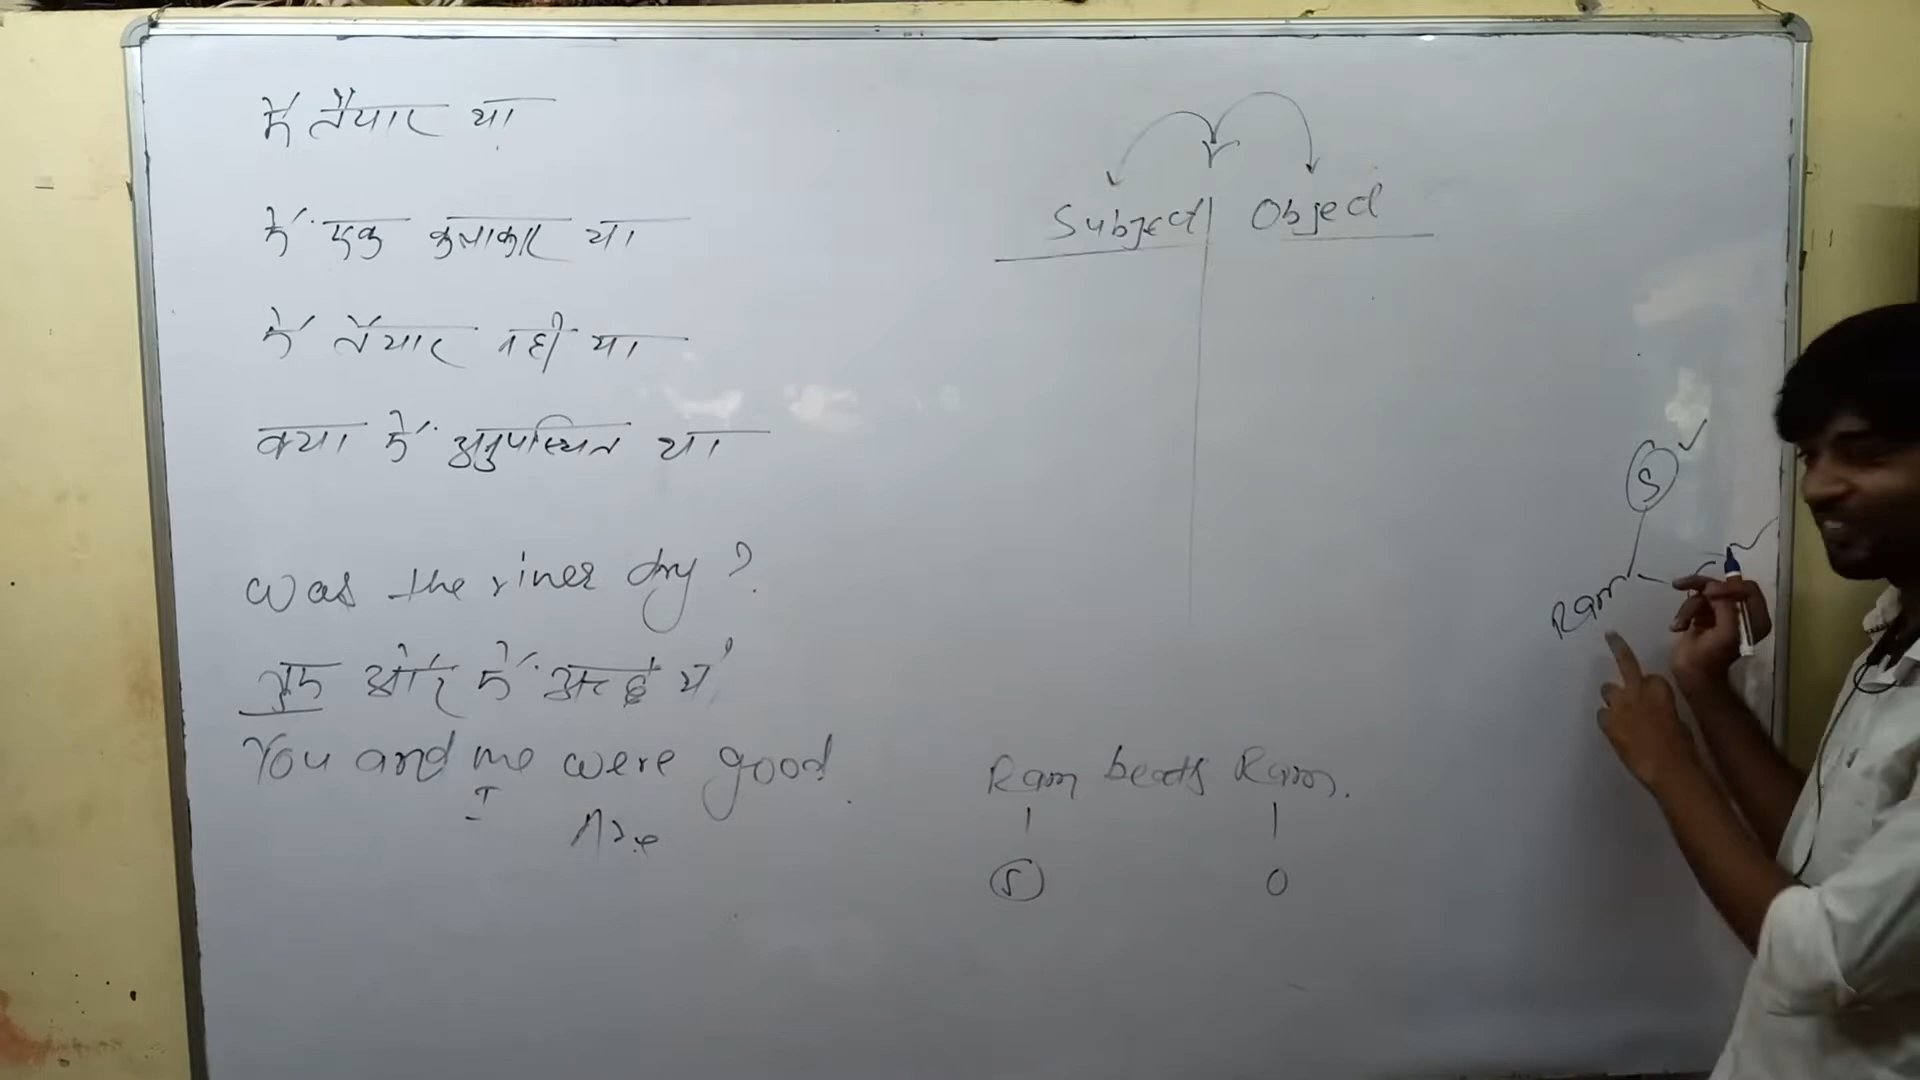 मैं तैयार था
मैं एक कलाकार था
मैं तैयार नहीं था
क्या मैं अनुपस्थित था
Was the river dry ?
तुम और मैं अच्छे थे
You and me were good.
I
Are
Subject Object
S
Ram
Ram beats Ram.
S O